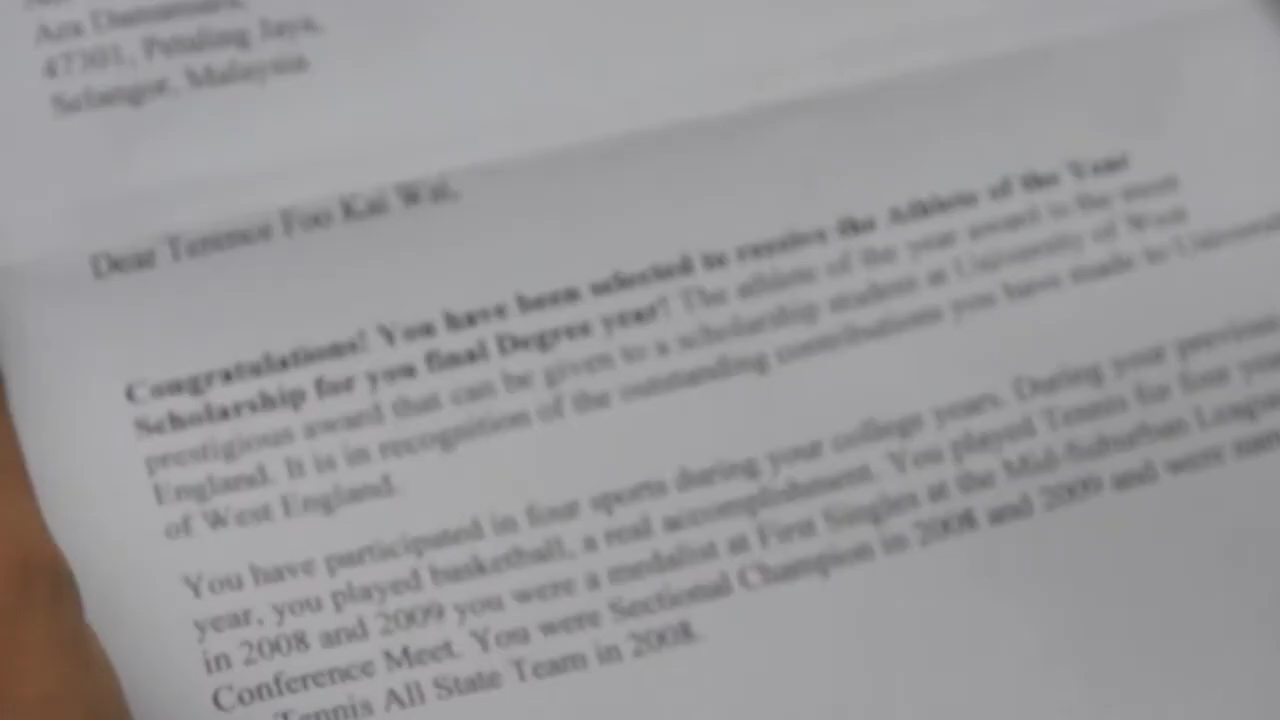 Ara Damansara,
47301, Petaling Jaya,
Selangor, Malaysia
Dear Terence Foo Kai Wai,
Congratulations! You have been selected to receive the Athlete of the Year
Scholarship for you final Degree year! The athlete of the year award is the most
prestigious award that can be given to a scholarship student at University of West
England. It is in recognition of the outstanding contributions you have made to
of West England.
You have participated in four sports during your college years. During your previous
year, you played basketball, a real accomplishment. You played Tennis for four
in 2008 and 2009 you were a medalist at First Singles at the Mid-Suburban League
Conference Meet. You were Sectional Champion in 2008 and 2009 and were
Tennis All State Team in 2008.